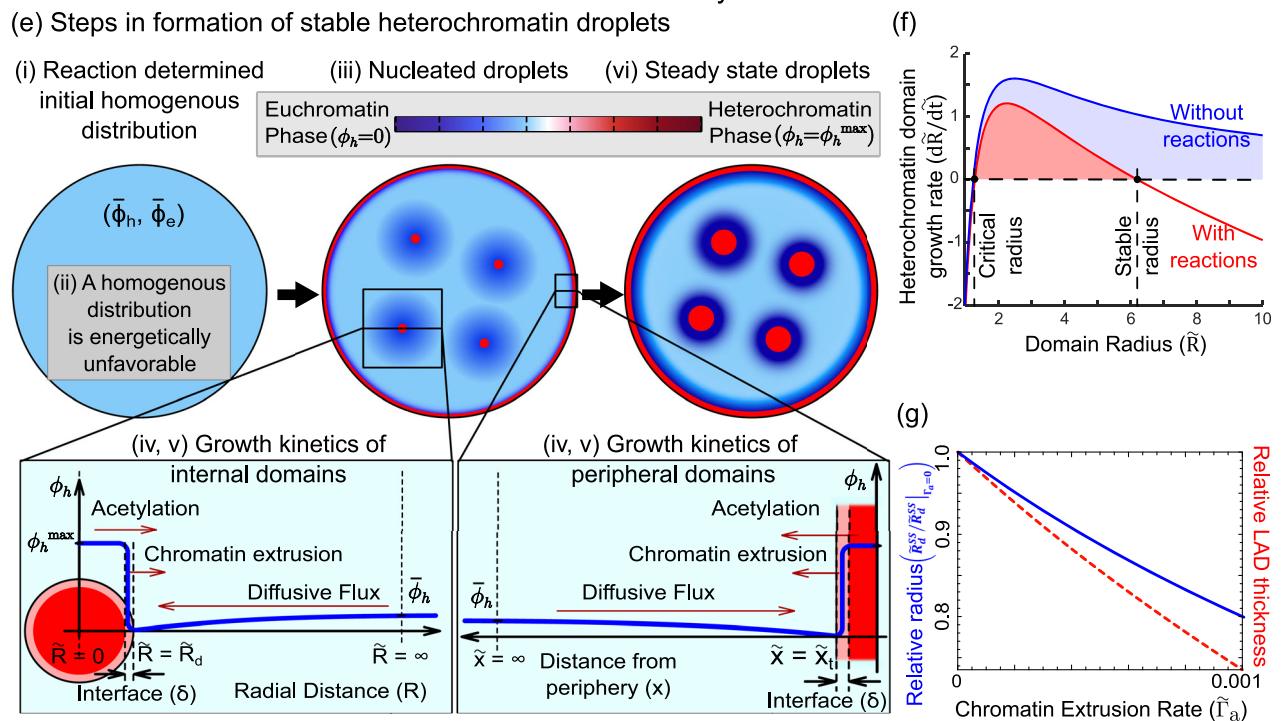 (e) Steps in formation of stable heterochromatin droplets
(i) Reaction determined
initial homogenous
distribution
(iii) Nucleated droplets
(vi) Steady state droplets
Euchromatin
Phase (ϕₕ=0)
Heterochromatin
Phase (ϕₕ=ϕₕᵐᵃˣ)
(ϕ̄ₕ, ϕ̄ₑ)
(ii) A homogenous
distribution
is energetically
unfavorable
(iv, v) Growth kinetics of
internal domains
ϕₕ
Acetylation
ϕₕᵐᵃˣ
Chromatin extrusion
Diffusive Flux
ϕ̄ₕ
R̃ = 0
R̃ = R̃d
R̃ = ∞
Interface (δ)
Radial Distance (R)
(iv, v) Growth kinetics of
peripheral domains
ϕₕ
Acetylation
Chromatin extrusion
ϕ̄ₕ
Diffusive Flux
x̃ = ∞
Distance from
periphery (x)
x̃ = x̃ₜ
Interface (δ)
(f)
Heterochromatin domain
growth rate (dR̃/dt̃)
2
1
0
-1
-2
Without
reactions
With
reactions
Critical
radius
Stable
radius
2
4
6
8
10
Domain Radius (R̃)
(g)
Relative radius(R̃dˢˢ/R̃dˢˢ|Γₐ=0)
1.0
0.9
0.8
Relative LAD thickness
0
0.001
Chromatin Extrusion Rate (Γ̃ₐ)